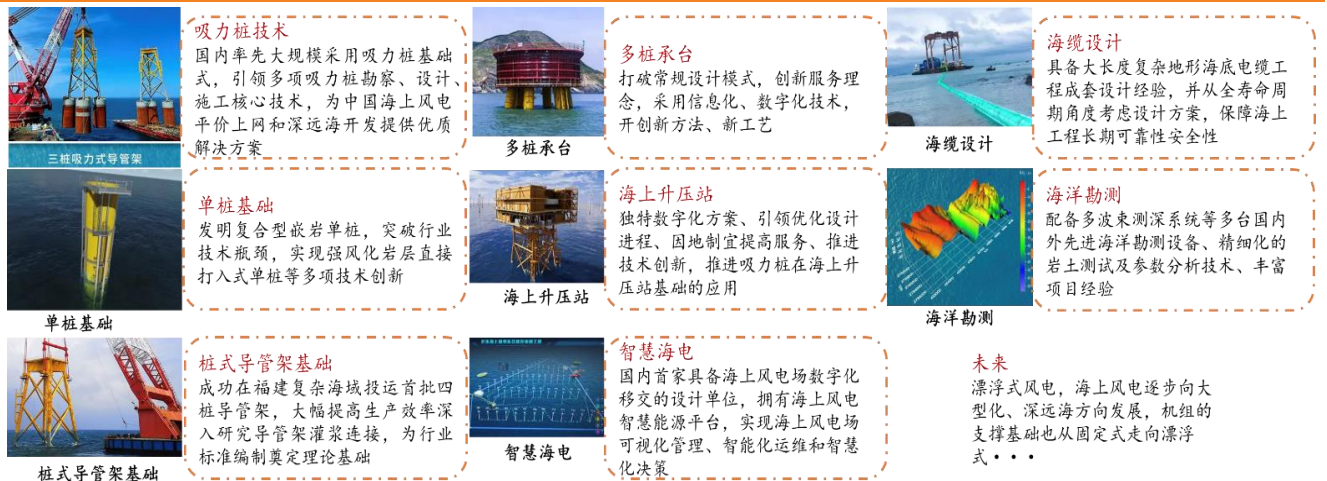 吸力桩技术
国内率先大规模采用吸力桩基础
式，引领多项吸力桩勘察、设计、
施工核心技术，为中国海上风电
平价上网和深远海开发提供优质
解决方案
三桩吸力式导管架
多桩承台
打破常规设计模式，创新服务理
念，采用信息化、数字化技术，
开创新方法、新工艺
多桩承台
海缆设计
具备大长度复杂地形海底电缆工
程成套设计经验，并从全寿命周
期角度考虑设计方案，保障海上
工程长期可靠性安全性
海缆设计
单桩基础
发明复合型嵌岩单桩，突破行业
技术瓶颈，实现强风化岩层直接
打入式单桩等多项技术创新
单桩基础
海上升压站
独特数字化方案、引领优化设计
进程、因地制宜提高服务、推进
技术创新，推进吸力桩在海上升
压站基础的应用
海上升压站
海洋勘测
配备多波束测深系统等多台国内
外先进海洋勘测设备、精细化的
岩土测试及参数分析技术、丰富
项目经验
海洋勘测
桩式导管架基础
成功在福建复杂海域投运首批四
桩导管架，大幅提高生产效率深
入研究导管架灌浆连接，为行业
标准编制奠定理论基础
桩式导管架基础
智慧海电
国内首家具备海上风电场数字化
移交的设计单位，拥有海上风电
智慧能源平台，实现海上风电场
可视化管理、智能化运维和智慧
化决策
智慧海电
未来
漂浮式风电，海上风电逐步向大
型化、深远海方向发展，机组的
支撑基础也从固定式走向漂浮
式···